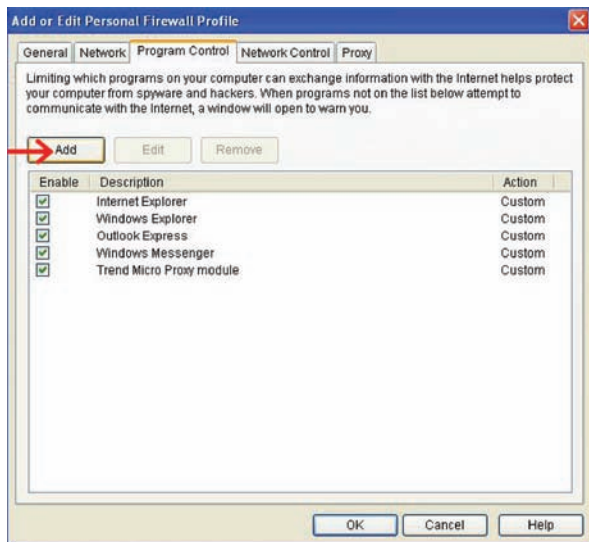 Add or Edit Personal Firewall Profile
General Network Program Control Network Control Proxy
Limiting which programs on your computer can exchange information with the Internet helps protect
your computer from spyware and hackers. When programs not on the list below attempt to
communicate with the Internet, a window will open to warn you.
Add Edit Remove
Enable Description Action
Internet Explorer Custom
Windows Explorer Custom
Outlook Express Custom
Windows Messenger Custom
Trend Micro Proxy module Custom
OK Cancel Help